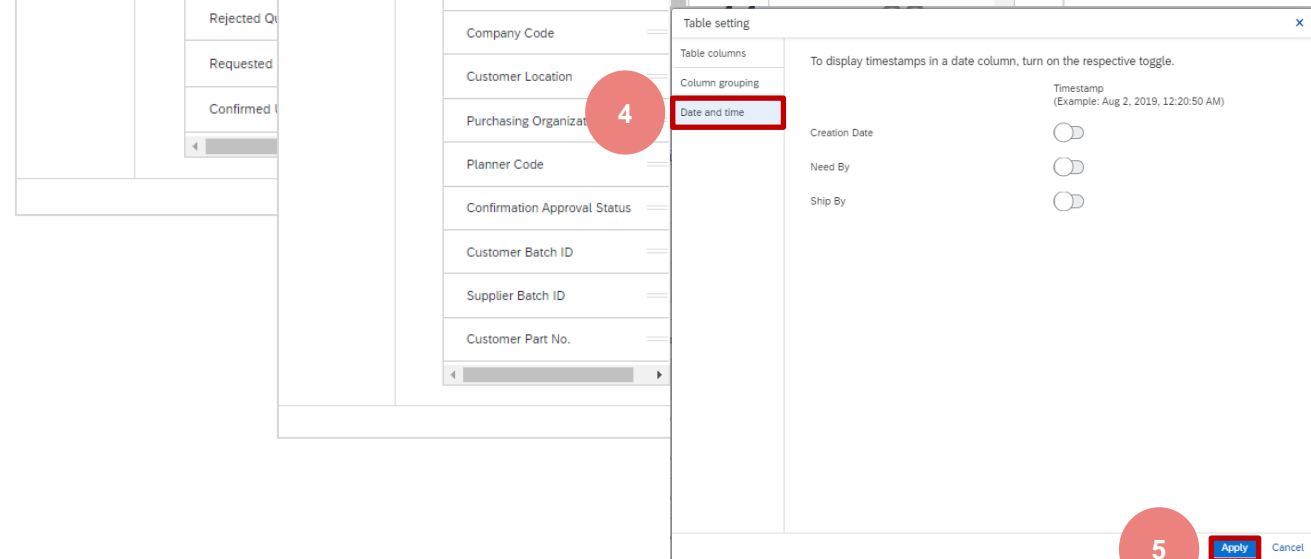 Rejected
Requested
Confirmed
Company Code
Customer Location
Purchasing
Planner Code
Confirmation Approval Status
Customer Batch ID
Supplier Batch ID
Customer Part No.
4
Table setting
×
Table columns
Column grouping
Date and time
To display timestamps in a date column, turn on the respective toggle.
Timestamp
(Example: Aug 2, 2019, 12:20:50 AM)
Creation Date
Need By
Ship By
5
Apply
Cancel